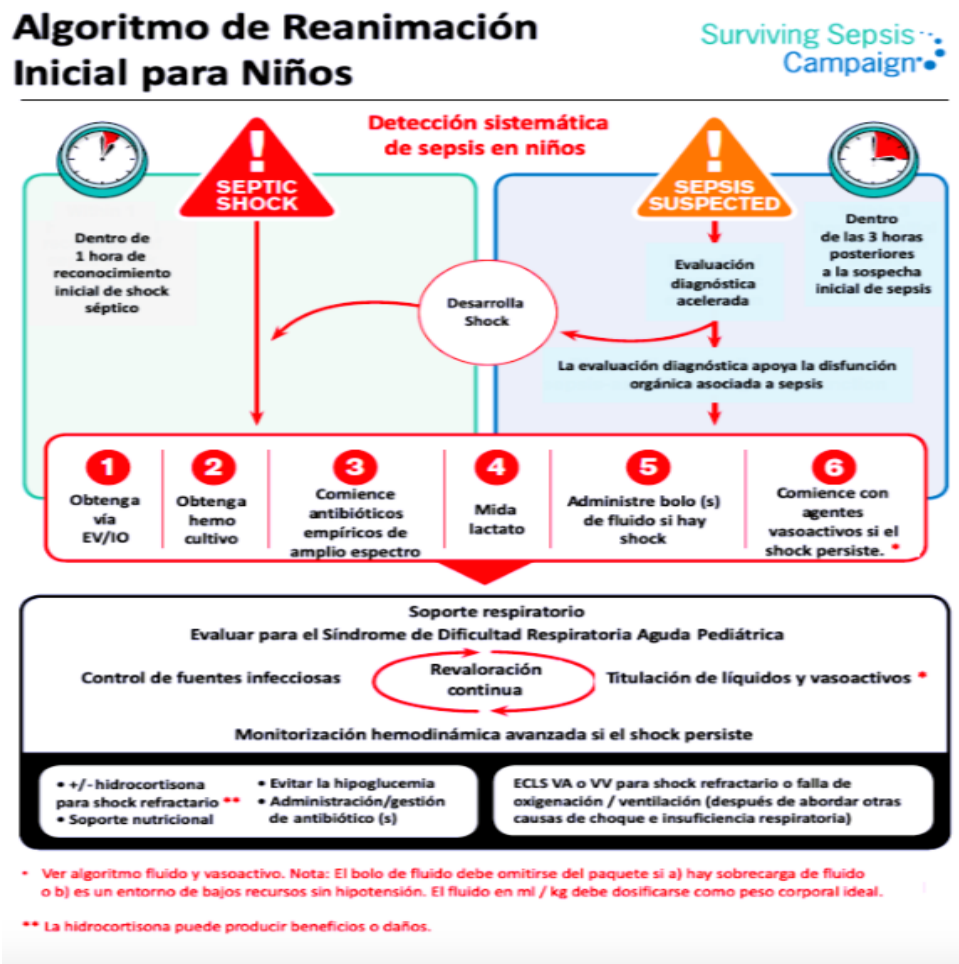 Algoritmo de Reanimación
Inicial para Niños
Surviving Sepsis
Campaign
Detección sistemática
de sepsis en niños
SEPTIC
SHOCK
SEPSIS
SUSPECTED
Dentro de
1 hora de
reconocimiento
inicial de shock
séptico
Dentro
de las 3 horas
posteriores
a la sospecha
inicial de sepsis
Evaluación
diagnóstica
acelerada
Desarrolla
Shock
La evaluación diagnóstica apoya la disfunción
orgánica asociada a sepsis
1
Obtenga
vía
EV/IO
2
Obtenga
hemo
cultivo
3
Comience
antibióticos
empíricos de
amplio espectro
4
Mida
lactato
5
Administre bolo (s)
de fluido si hay
shock
6
Comience con
agentes
vasoactivos si el
shock persiste. *
Soporte respiratorio
Evaluar para el Síndrome de Dificultad Respiratoria Aguda Pediátrica
Control de fuentes infecciosas
Revaloración
continua
Titulación de líquidos y vasoactivos *
Monitorización hemodinámica avanzada si el shock persiste
• +/-hidrocortisona
para shock refractario **
• Soporte nutricional
• Evitar la hipoglucemia
• Administración/gestión
de antibiótico (s)
ECLS VA o VV para shock refractario o falla de
oxigenación / ventilación (después de abordar otras
causas de choque e insuficiencia respiratoria)
* Ver algoritmo fluido y vasoactivo. Nota: El bolo de fluido debe omitirse del paquete si a) hay sobrecarga de fluido
o b) es un entorno de bajos recursos sin hipotensión. El fluido en ml / kg debe dosificarse como peso corporal ideal.
** La hidrocortisona puede producir beneficios o daños.